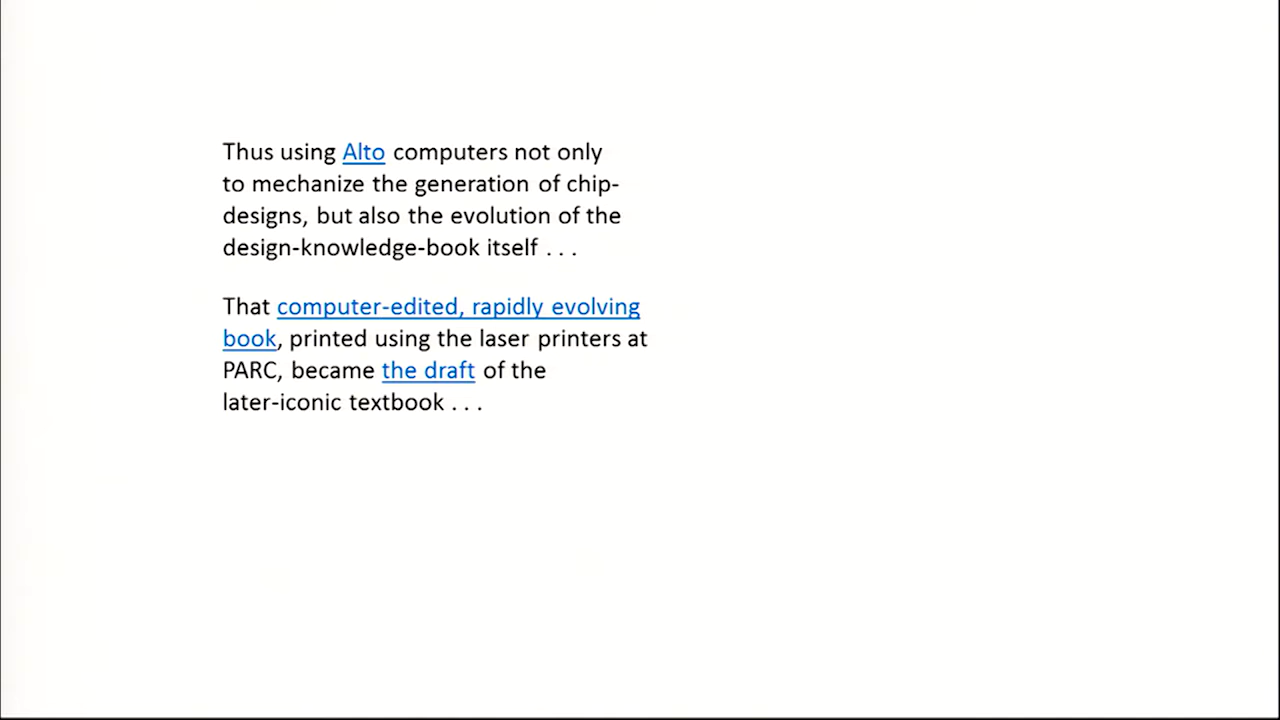 Thus using Alto computers not only
to mechanize the generation of chip-
designs, but also the evolution of the
design-knowledge-book itself . . .
That computer-edited, rapidly evolving
book, printed using the laser printers at
PARC, became the draft of the
later-iconic textbook . . .